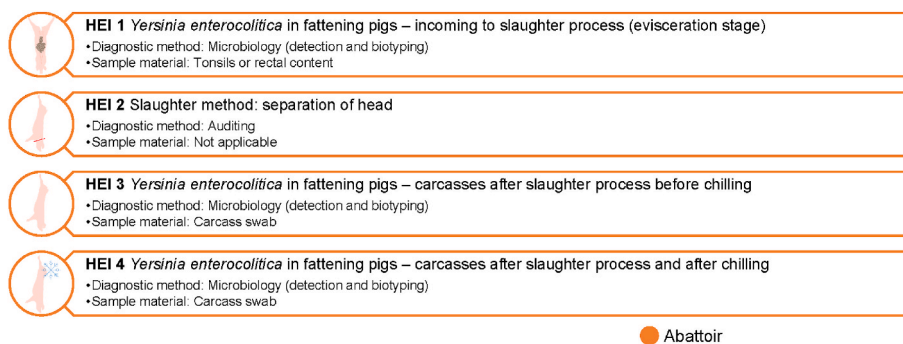 HEI 1 Yersinia enterocolitica in fattening pigs – incoming to slaughter process (evisceration stage)
•Diagnostic method: Microbiology (detection and biotyping)
•Sample material: Tonsils or rectal content
HEI 2 Slaughter method: separation of head
•Diagnostic method: Auditing
•Sample material: Not applicable
HEI 3 Yersinia enterocolitica in fattening pigs – carcasses after slaughter process before chilling
•Diagnostic method: Microbiology (detection and biotyping)
•Sample material: Carcass swab
HEI 4 Yersinia enterocolitica in fattening pigs – carcasses after slaughter process and after chilling
•Diagnostic method: Microbiology (detection and biotyping)
•Sample material: Carcass swab
Abattoir